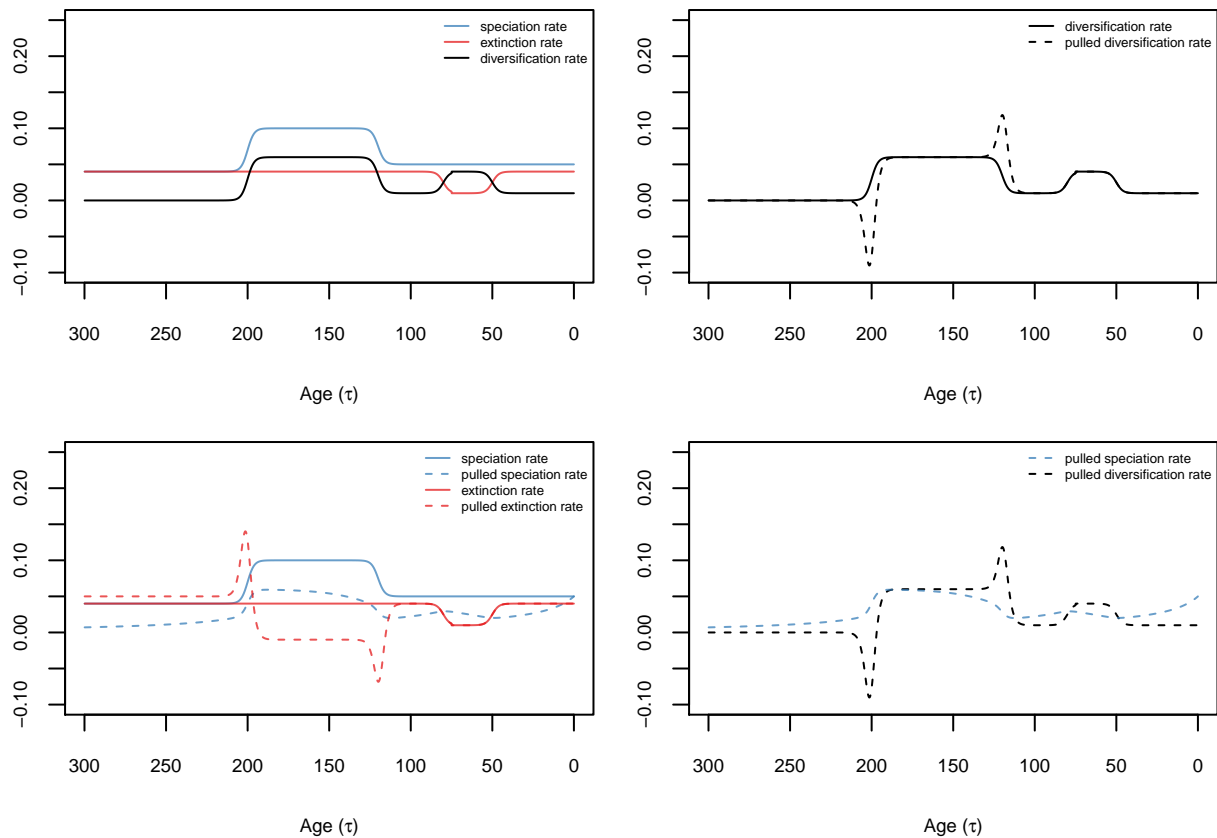 speciation rate
extinction rate
diversification rate
0.20
0.10
0.00
−0.10
300 250 200 150 100 50 0
Age (τ)
diversification rate
pulled diversification rate
0.20
0.10
0.00
−0.10
300 250 200 150 100 50 0
Age (τ)
speciation rate
pulled speciation rate
extinction rate
pulled extinction rate
0.20
0.10
0.00
−0.10
300 250 200 150 100 50 0
Age (τ)
pulled speciation rate
pulled diversification rate
0.20
0.10
0.00
−0.10
300 250 200 150 100 50 0
Age (τ)